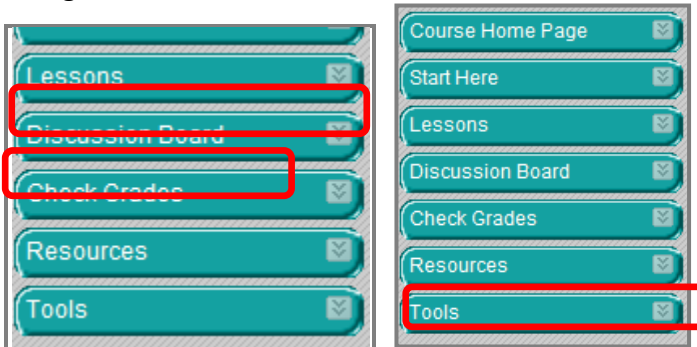 Lessons
Discussion Board
Check Grades
Resources
Tools
Course Home Page
Start Here
Lessons
Discussion Board
Check Grades
Resources
Tools